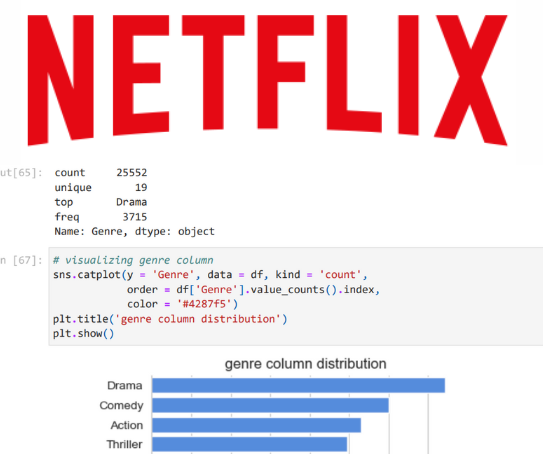 NETFLIX
ut[65]: count 25552
unique 19
top Drama
freq 3715
Name: Genre, dtype: object
n [67]: # visualizing genre column
sns.catplot(y = 'Genre', data = df, kind = 'count',
order = df['Genre'].value_counts().index,
color = '#4287f5')
plt.title('genre column distribution')
plt.show()
genre column distribution
Drama
Comedy
Action
Thriller